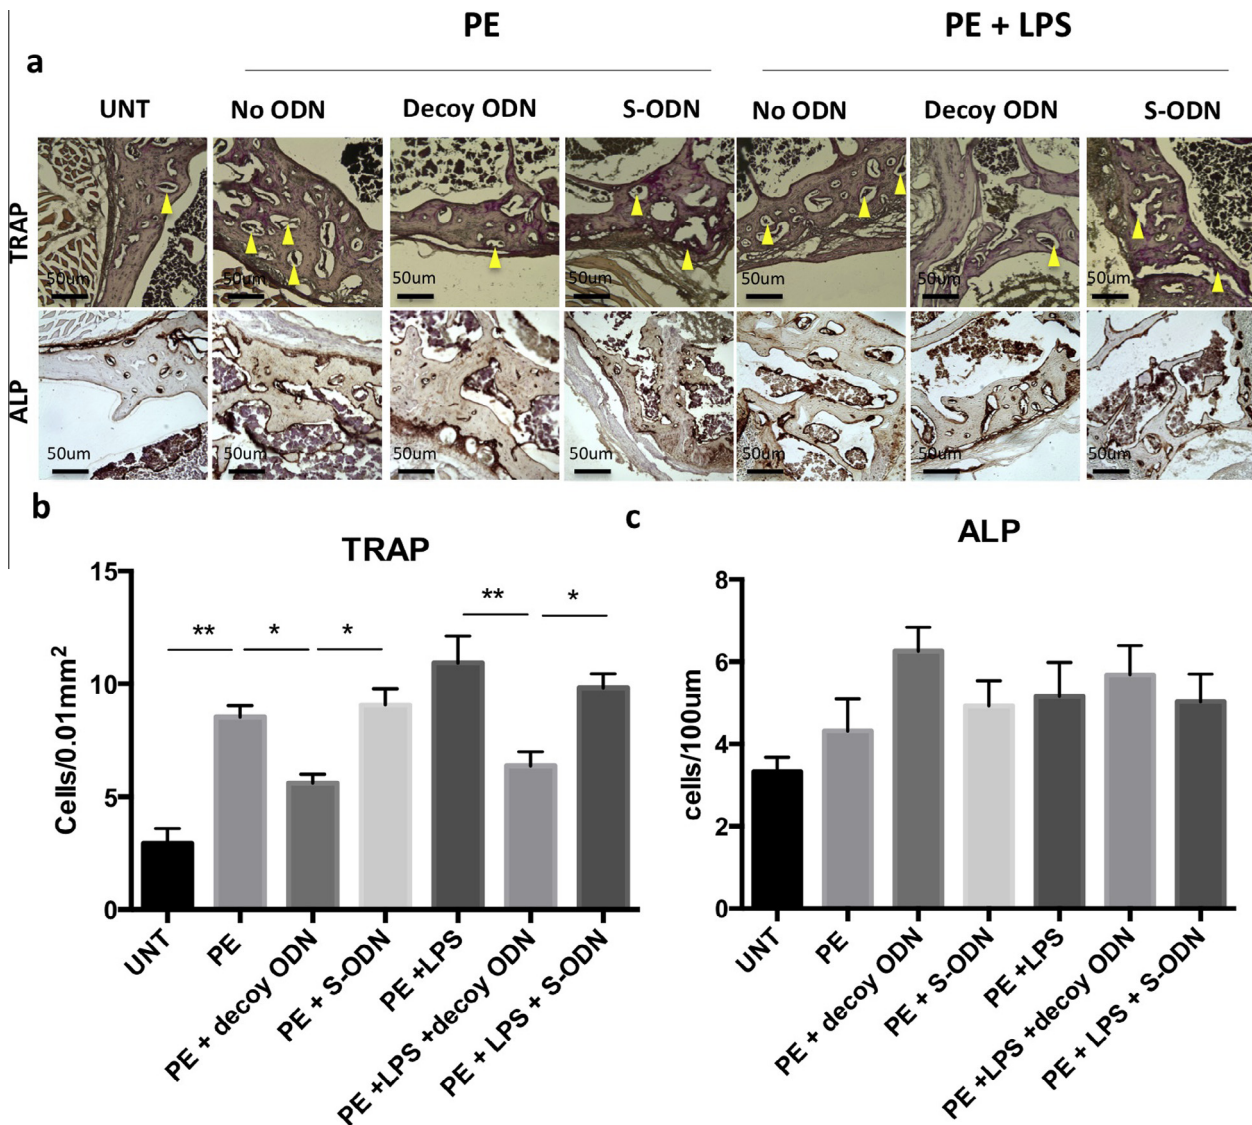 PE PE + LPS
a
UNT No ODN Decoy ODN S-ODN No ODN Decoy ODN S-ODN
TRAP
50um 50um 50um 50um 50um 50um 50um
ALP
50um 50um 50um 50um 50um 50um 50um
b
TRAP
Cells/0.01mm²
15
10
5
0
** * * ** *
UNT
PE
PE + decoy ODN
PE + S-ODN
PE +LPS
PE +LPS +decoy ODN
PE + LPS + S-ODN
c
ALP
cells/100um
8
6
4
2
0
UNT
PE
PE + decoy ODN
PE + S-ODN
PE +LPS
PE +LPS +decoy ODN
PE + LPS + S-ODN